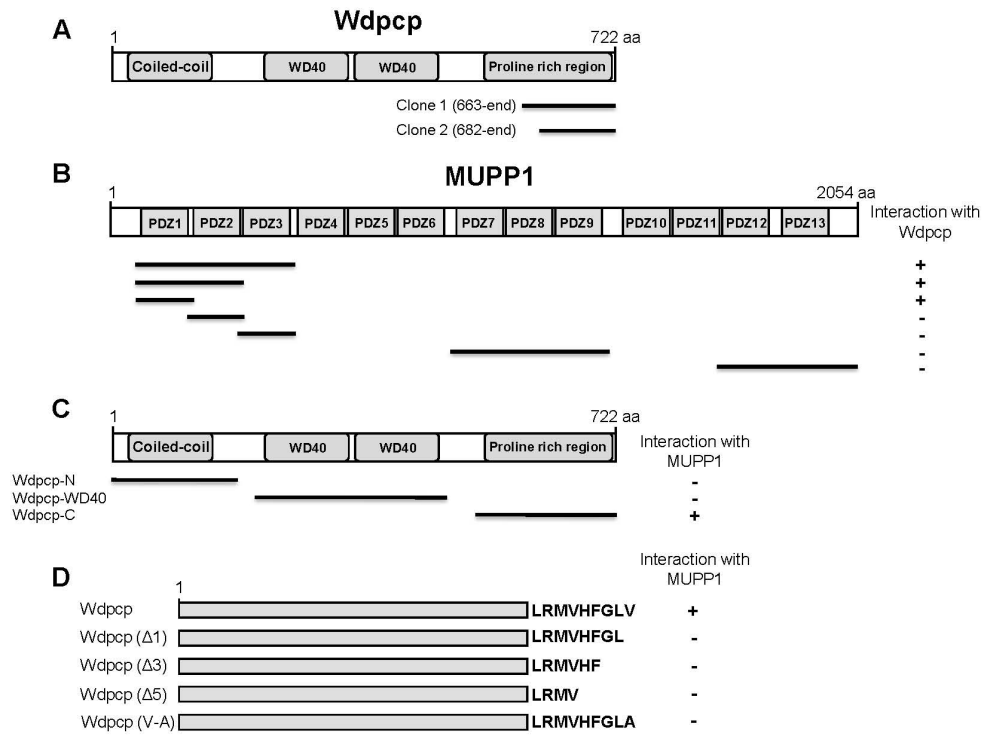 A
Wdpcp
1 722 aa
Coiled-coil WD40 WD40 Proline rich region
Clone 1 (663-end)
Clone 2 (682-end)
B
MUPP1
1 2054 aa
PDZ1 PDZ2 PDZ3 PDZ4 PDZ5 PDZ6 PDZ7 PDZ8 PDZ9 PDZ10 PDZ11 PDZ12 PDZ13
Interaction with
Wdpcp
+
+
+
-
-
-
-
C
1 722 aa
Coiled-coil WD40 WD40 Proline rich region
Interaction with
MUPP1
Wdpcp-N -
Wdpcp-WD40 -
Wdpcp-C +
D
Interaction with
MUPP1
1
Wdpcp LRMVHFGLV +
Wdpcp (Δ1) LRMVHFGL -
Wdpcp (Δ3) LRMVHF -
Wdpcp (Δ5) LRMV -
Wdpcp (V-A) LRMVHFGLA -